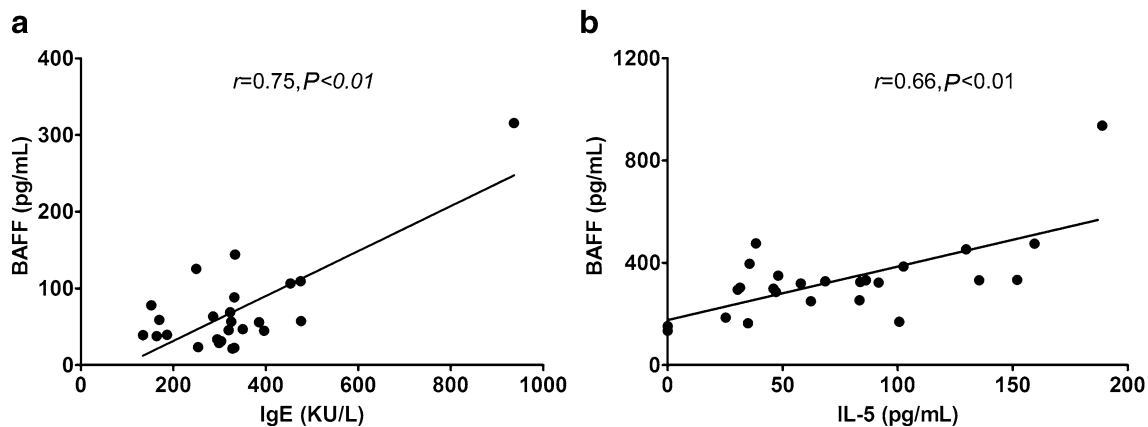 a
r=0.75,P<0.01
400
300
200
100
0
BAFF (pg/mL)
0 200 400 600 800 1000
IgE (KU/L)
b
r=0.66,P<0.01
1200
800
400
0
BAFF (pg/mL)
0 50 100 150 200
IL-5 (pg/mL)